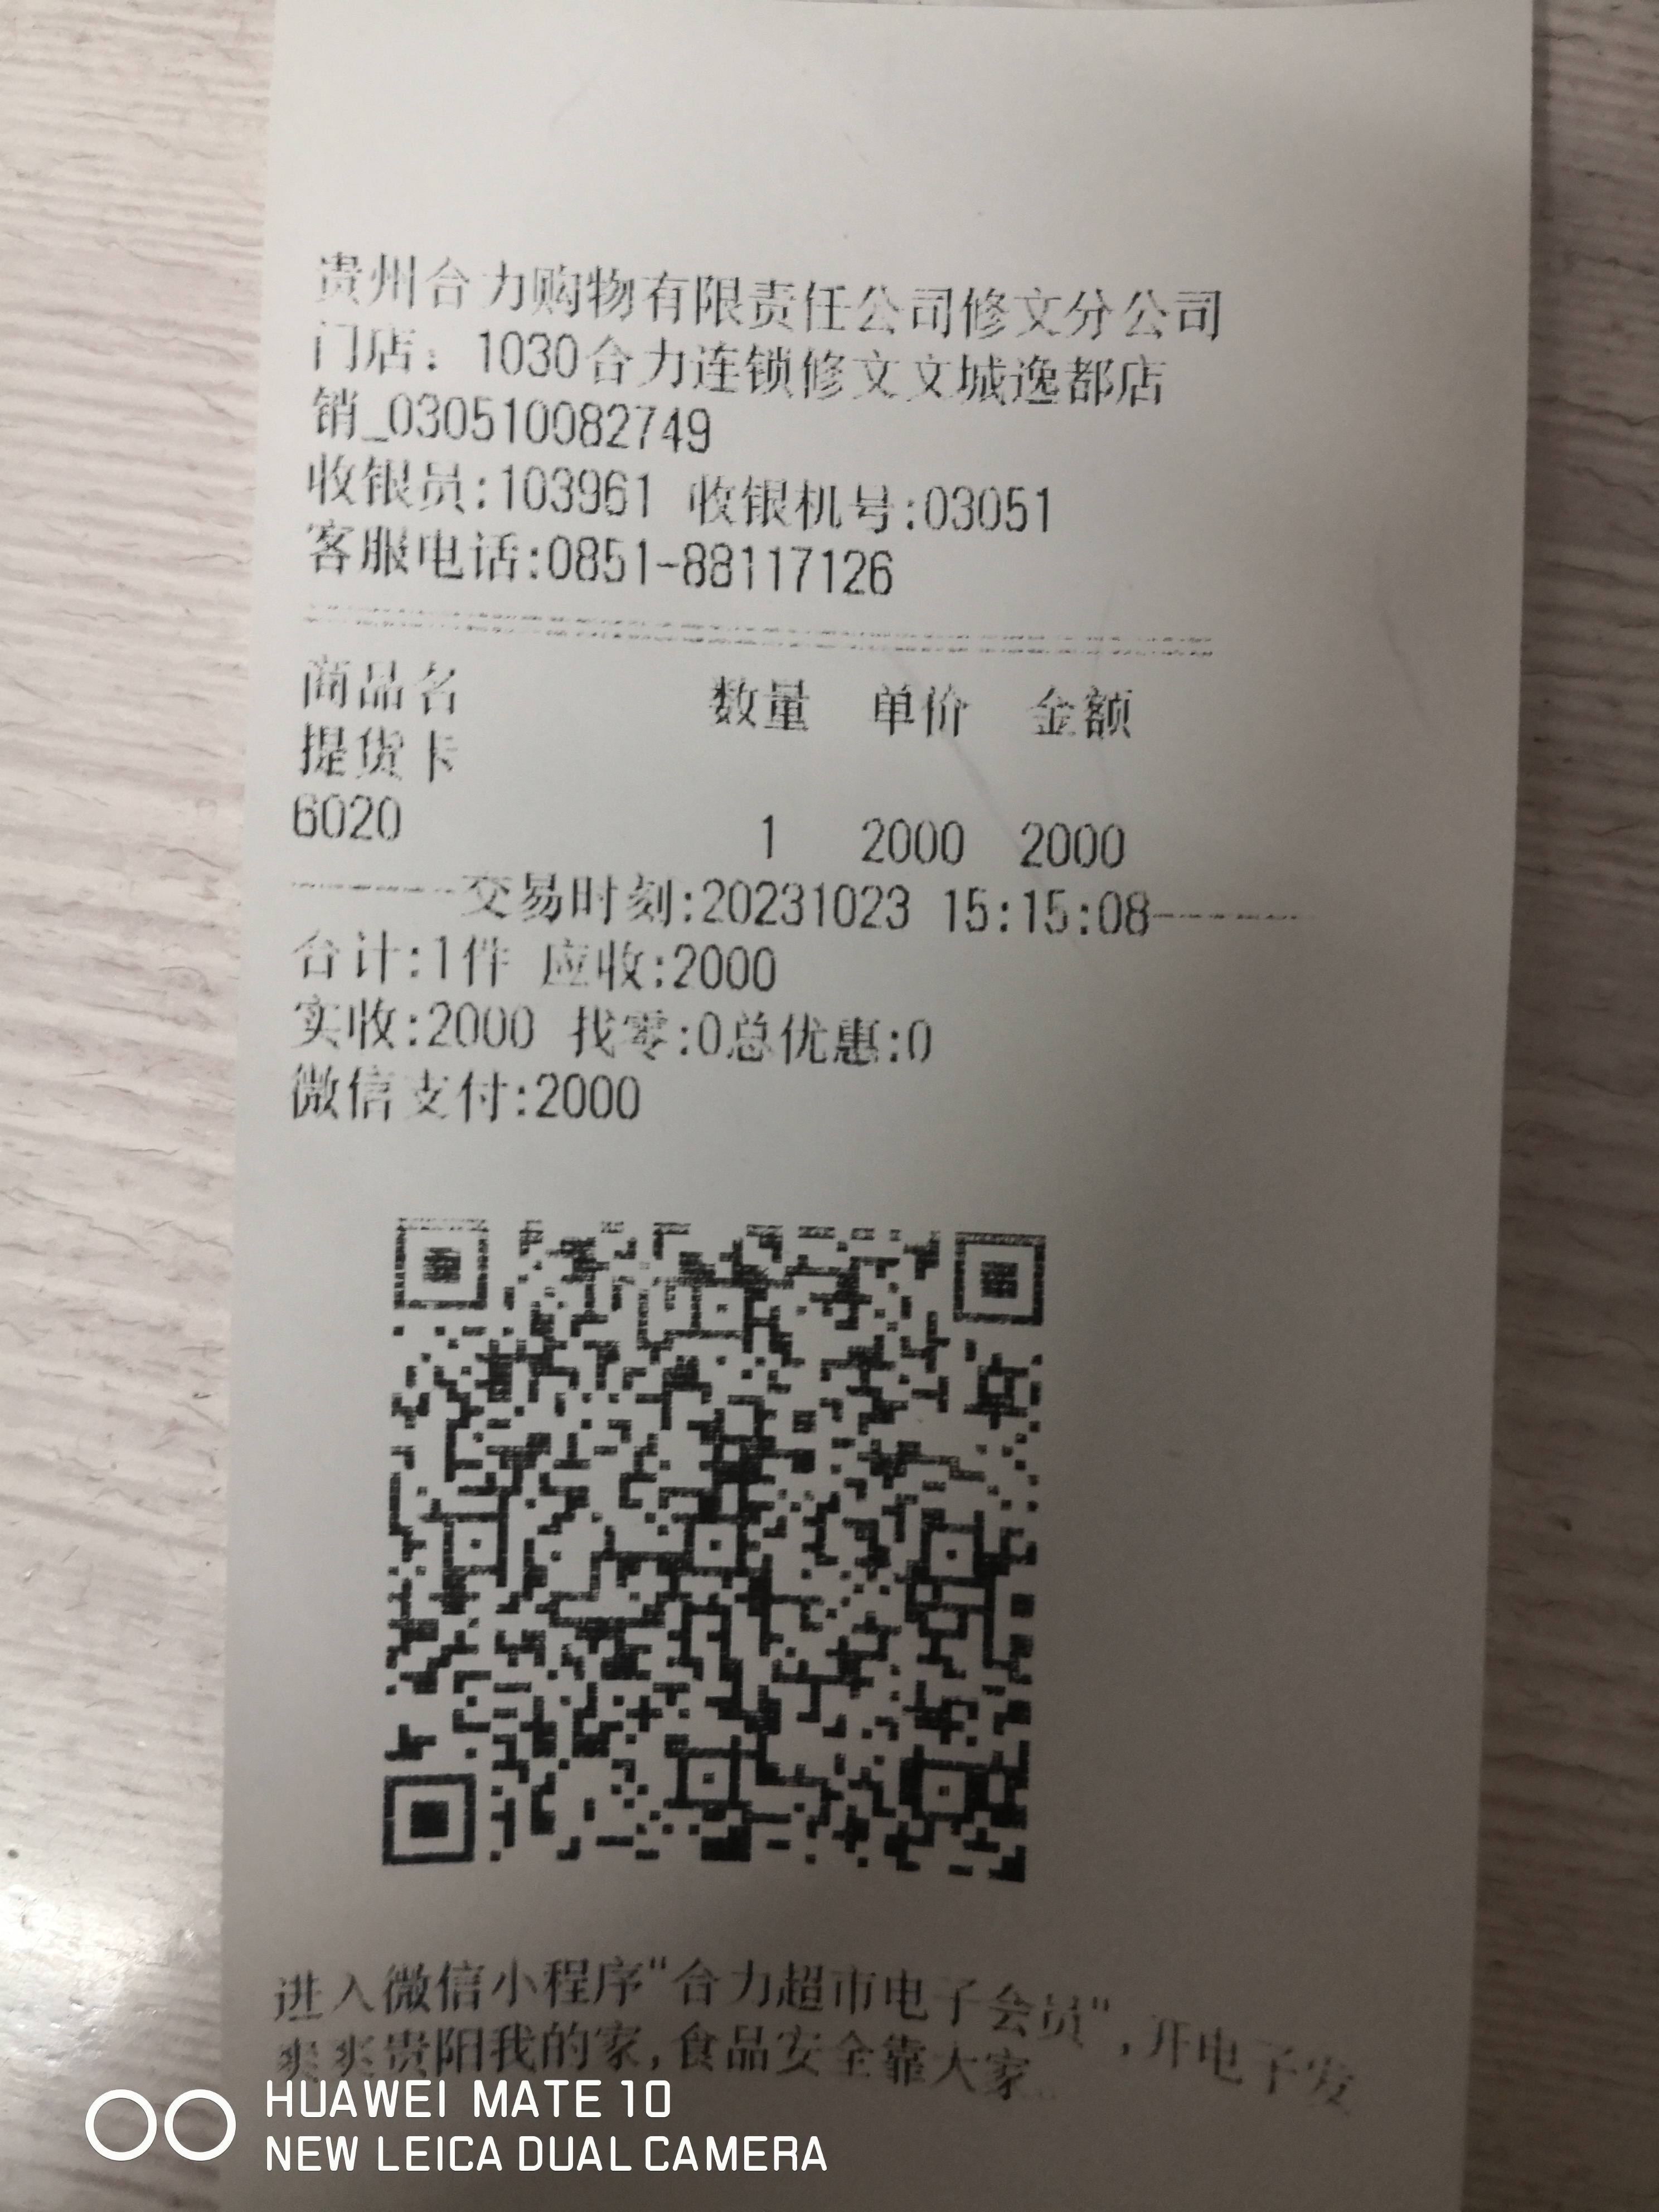 贵州合力购物有限责任公司修文分公司
门店：1030合力连锁修文文城逸都店
销_030510082749
收银员:103961 收银机号:03051
客服电话:0851-88117126
商品名 数量 单价 金额
提货卡
6020 1 2000 2000
--------交易时刻:20231023 15:15:08--------
合计:1件 应收:2000
实收:2000 找零:0总优惠:0
微信支付:2000
进入微信小程序"合力超市电子会员",开电子发
爽爽贵阳我的家,食品安全靠大家
HUAWEI MATE 10
NEW LEICA DUAL CAMERA